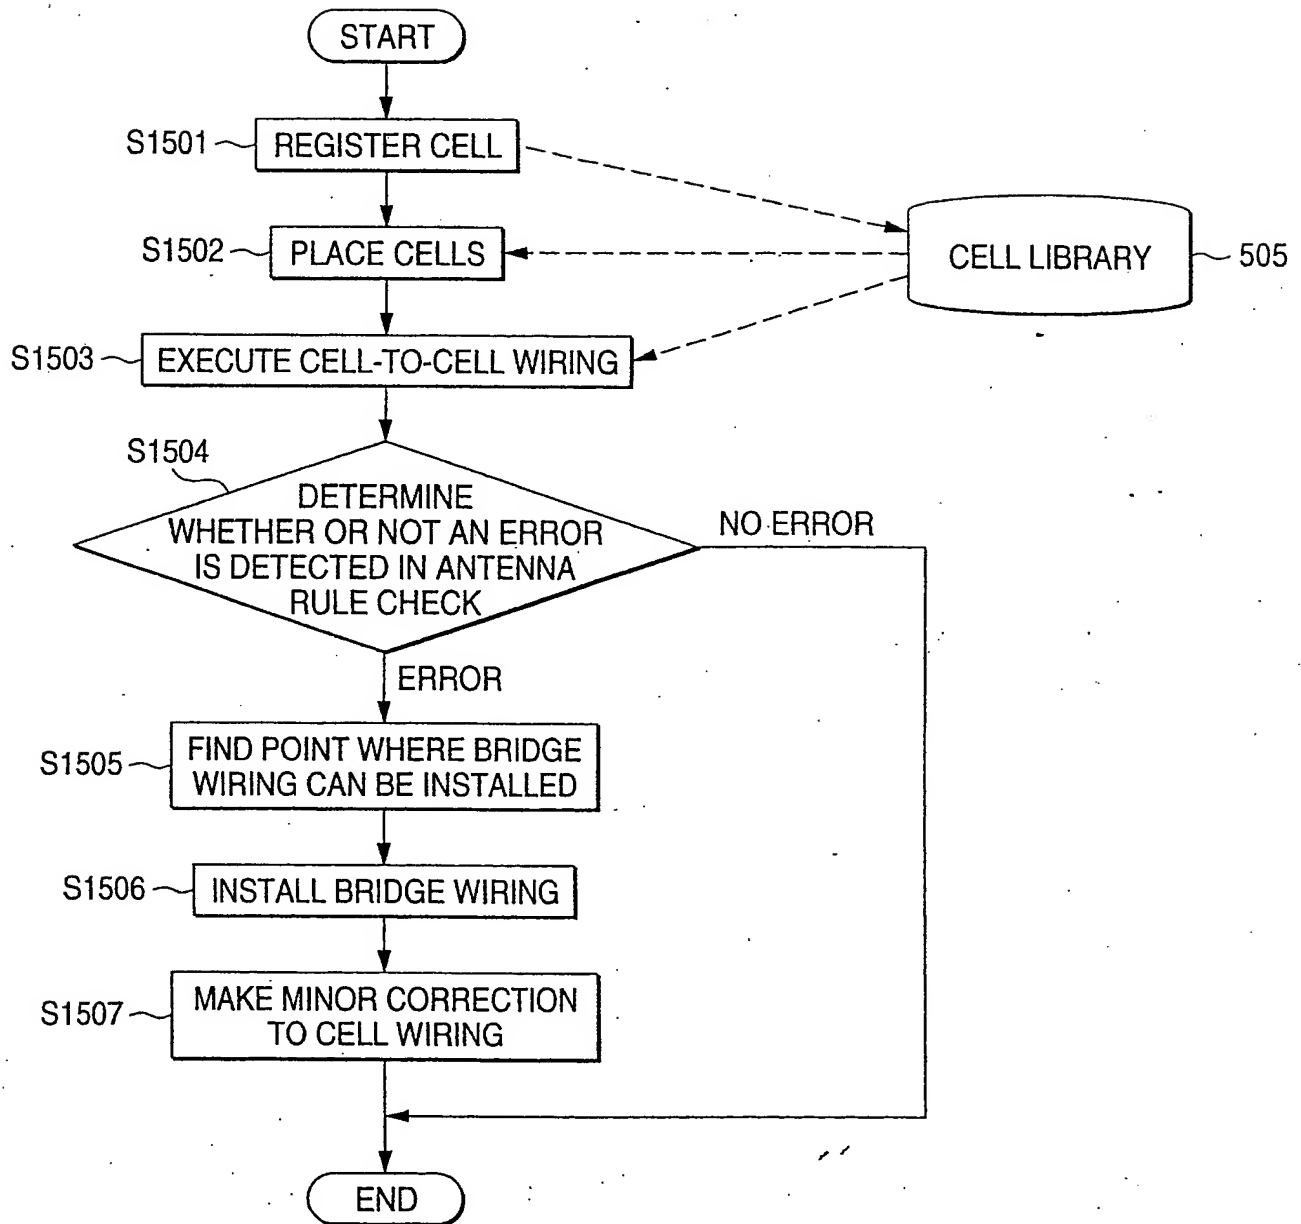 START
S1501
REGISTER CELL
S1502
PLACE CELLS
CELL LIBRARY
505
S1503
EXECUTE CELL-TO-CELL WIRING
S1504
DETERMINE
WHETHER OR NOT AN ERROR
IS DETECTED IN ANTENNA
RULE CHECK
NO ERROR
ERROR
S1505
FIND POINT WHERE BRIDGE
WIRING CAN BE INSTALLED
S1506
INSTALL BRIDGE WIRING
S1507
MAKE MINOR CORRECTION
TO CELL WIRING
END